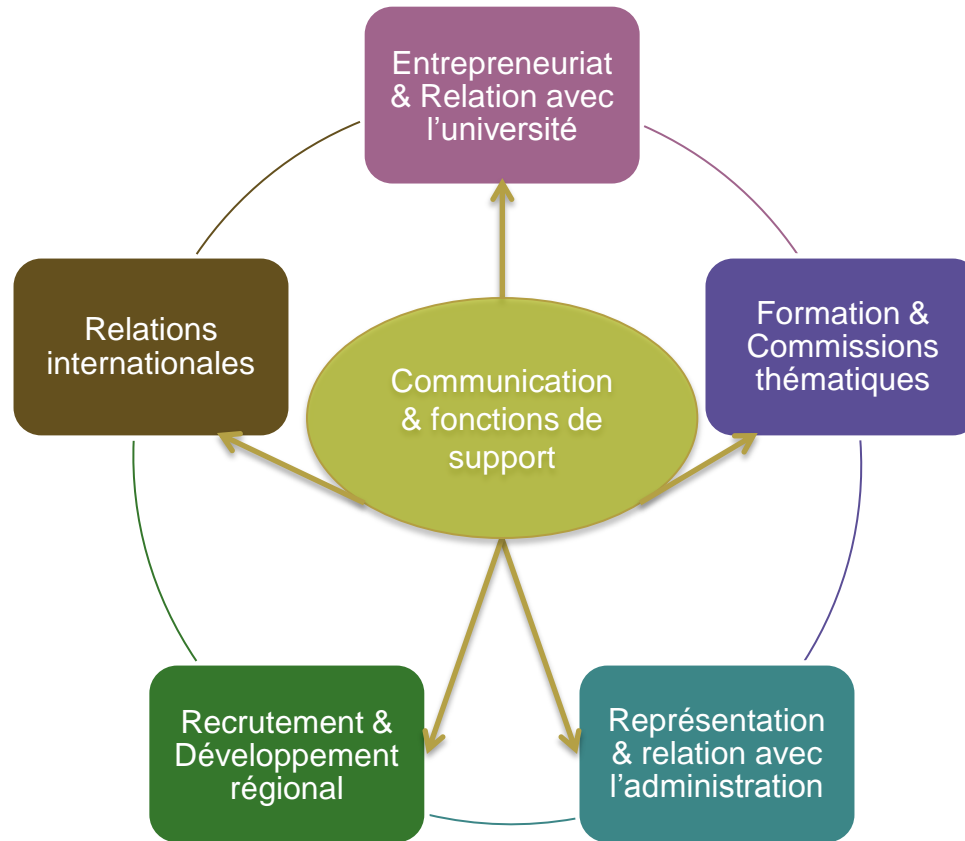 Entrepreneuriat
& Relation avec
l’université
Relations
internationales
Formation &
Commissions
thématiques
Communication
& fonctions de
support
Recrutement &
Développement
régional
Représentation
& relation avec
l’administration